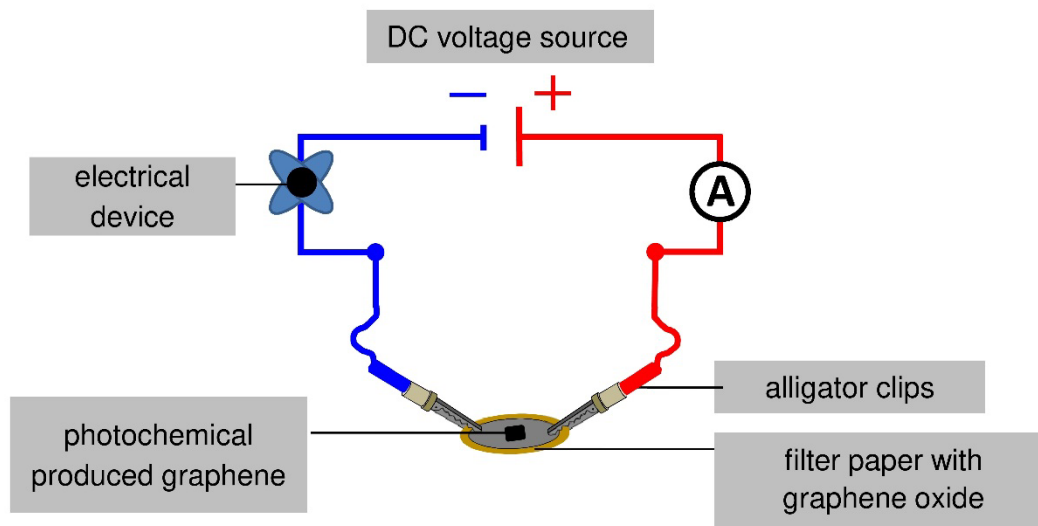 DC voltage source
− +
electrical
device
A
alligator clips
photochemical
produced graphene
filter paper with
graphene oxide